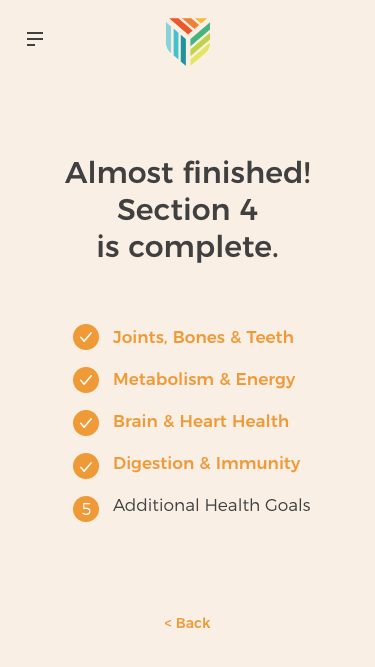 Almost finished!
Section 4
is complete.
Joints, Bones & Teeth
Metabolism & Energy
Brain & Heart Health
Digestion & Immunity
5 Additional Health Goals
< Back